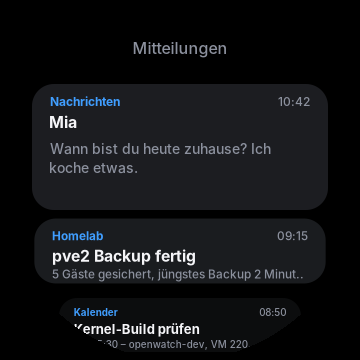 Mitteilungen
Nachrichten 10:42
Mia
Wann bist du heute zuhause? Ich
koche etwas.
Homelab 09:15
pve2 Backup fertig
5 Gäste gesichert, jüngstes Backup 2 Minut..
Kalender 08:50
Kernel-Build prüfen
:30 – openwatch-dev, VM 220